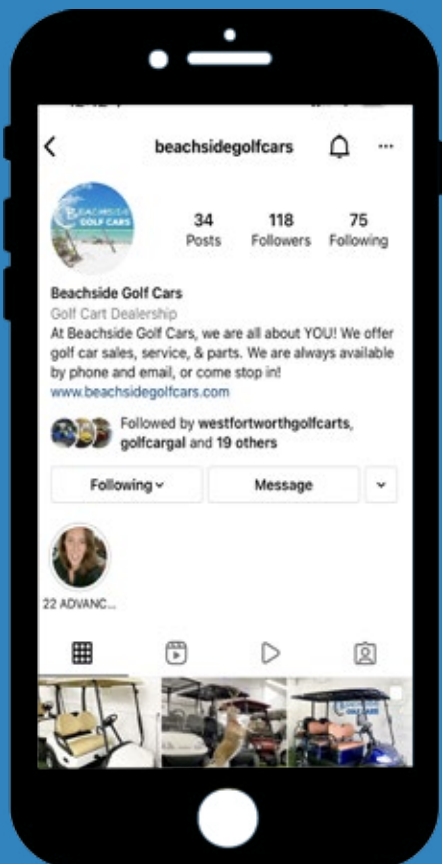 beachsidegolfcars
BEACHSIDE
GOLF CARS
34 118 75
Posts Followers Following
Beachside Golf Cars
Golf Cart Dealership
At Beachside Golf Cars, we are all about YOU! We offer
golf car sales, service, & parts. We are always available
by phone and email, or come stop in!
www.beachsidegolfcars.com
Followed by westfortworthgolfcarts,
golfcargal and 19 others
Following Message
22 ADVANC...
BEACHSIDE
GOLF CARS